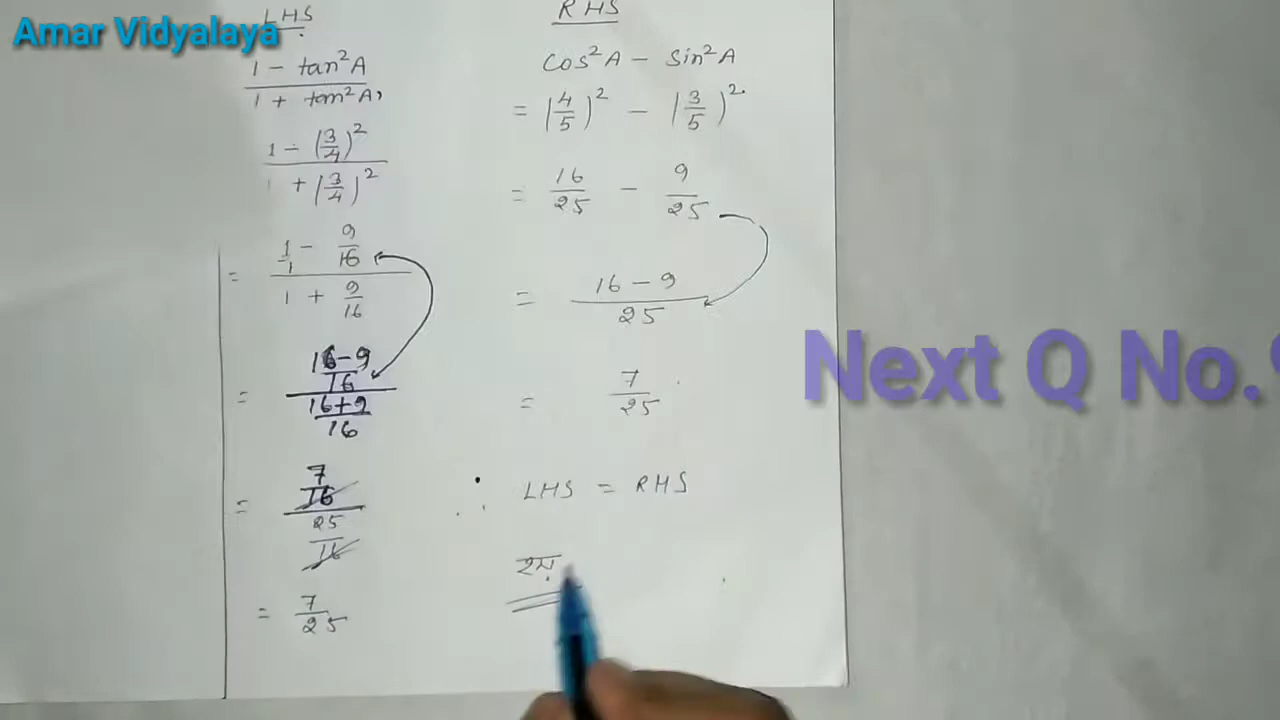 Amar Vidyalaya
LHS
1 - tan²A
1 + tan²A,
1 - (3/4)²
1 + (3/4)²
= 1/1 - 9/16
1 + 9/16
= 16-9/16
16+9/16
= 7/16
25/16
= 7/25
RHS
cos²A - sin²A
= (4/5)² - (3/5)²
= 16/25 - 9/25
= 16 - 9
25
= 7/25
∴ LHS = RHS
Next Q No.9